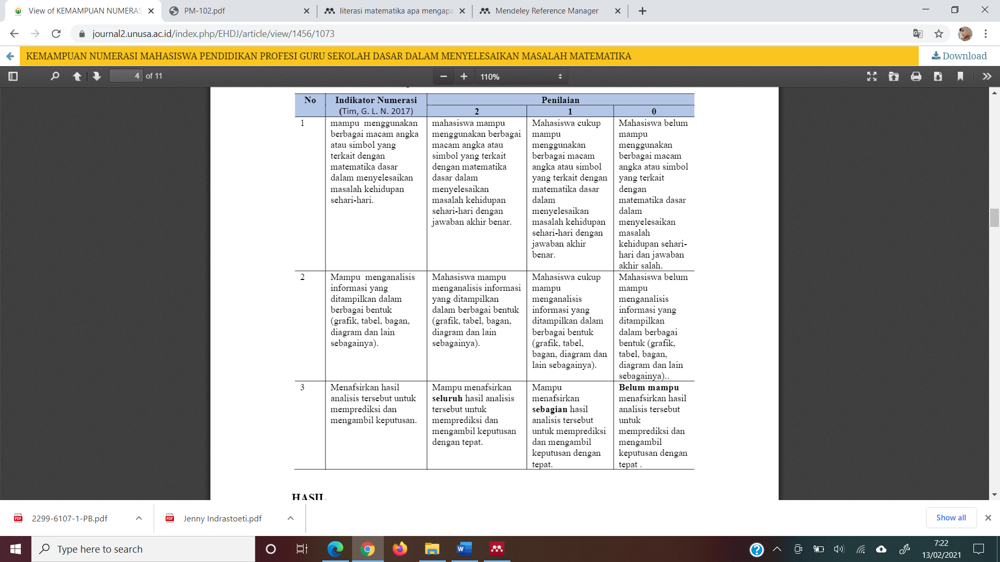 View of KEMAMPUAN NUMERAS
PM-102.pdf
literasi matematika apa mengapa
Mendeley Reference Manager
journal2.unusa.ac.id/index.php/EHDJ/article/view/1456/1073
KEMAMPUAN NUMERASI MAHASISWA PENDIDIKAN PROFESI GURU SEKOLAH DASAR DALAM MENYELESAIKAN MASALAH MATEMATIKA
Download
4 of 11
110%
No
Indikator Numerasi
(Tim, G. L. N. 2017)
Penilaian
2
1
0
1
mampu menggunakan
berbagai macam angka
atau simbol yang
terkait dengan
matematika dasar
dalam menyelesaikan
masalah kehidupan
sehari-hari.
mahasiswa mampu
menggunakan berbagai
macam angka atau
simbol yang terkait
dengan matematika
dasar dalam
menyelesaikan
masalah kehidupan
sehari-hari dengan
jawaban akhir benar.
Mahasiswa cukup
mampu
menggunakan
berbagai macam
angka atau simbol
yang terkait dengan
matematika dasar
dalam
menyelesaikan
masalah kehidupan
sehari-hari dengan
jawaban akhir
benar.
Mahasiswa belum
mampu
menggunakan
berbagai macam
angka atau simbol
yang terkait
dengan
matematika dasar
dalam
menyelesaikan
masalah
kehidupan sehari-
hari dan jawaban
akhir salah.
2
Mampu menganalisis
informasi yang
ditampilkan dalam
berbagai bentuk
(grafik, tabel, bagan,
diagram dan lain
sebagainya).
Mahasiswa mampu
menganalisis informasi
yang ditampilkan
dalam berbagai bentuk
(grafik, tabel, bagan,
diagram dan lain
sebagainya).
Mahasiswa cukup
mampu
menganalisis
informasi yang
ditampilkan dalam
berbagai bentuk
(grafik, tabel,
bagan, diagram dan
lain sebagainya).
Mahasiswa belum
mampu
menganalisis
informasi yang
ditampilkan
dalam berbagai
bentuk (grafik,
tabel, bagan,
diagram dan lain
sebagainya)..
3
Menafsirkan hasil
analisis tersebut untuk
memprediksi dan
mengambil keputusan.
Mampu menafsirkan
seluruh hasil analisis
tersebut untuk
memprediksi dan
mengambil keputusan
dengan tepat.
Mampu
menafsirkan
sebagian hasil
analisis tersebut
untuk memprediksi
dan mengambil
keputusan dengan
tepat.
Belum mampu
menafsirkan hasil
analisis tersebut
untuk
memprediksi dan
mengambil
keputusan dengan
tepat .
HASIL
2299-6107-1-PB.pdf
Jenny Indrastoeti.pdf
Show all
Type here to search
7:22
13/02/2021